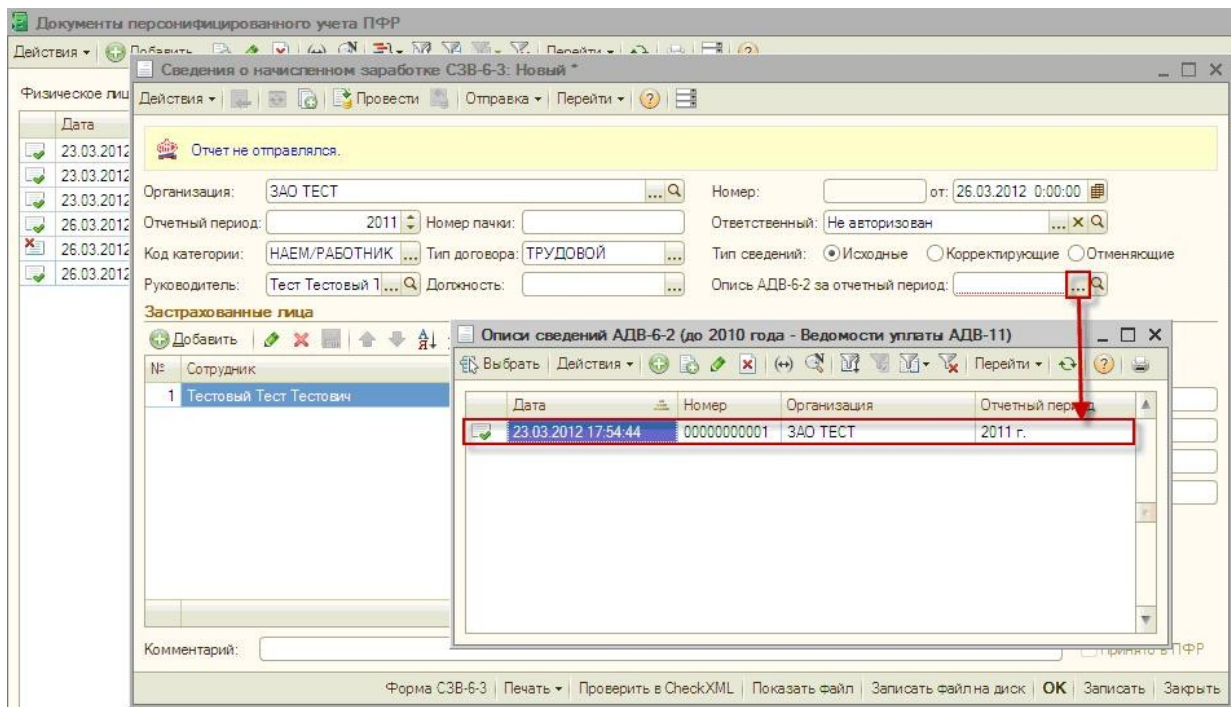 Документы персонифицированного учета ПФР
Действия Добавить Перейти
Сведения о начисленном заработке СЗВ-6-3: Новый *
Физическое лиц
Действия Провести Отправка Перейти
Дата
23.03.2012
23.03.2012
23.03.2012
26.03.2012
26.03.2012
26.03.2012
Отчет не отправлялся.
Организация: ЗАО ТЕСТ ... Номер: от: 26.03.2012 0:00:00
Отчетный период: 2011 Номер пачки: Ответственный: Не авторизован ...
Код категории: НАЕМ/РАБОТНИК ... Тип договора: ТРУДОВОЙ ... Тип сведений: Исходные Корректирующие Отменяющие
Руководитель: Тест Тестовый Т ... Должность: ... Опись АДВ-6-2 за отчетный период: ...
Застрахованные лица
Добавить
№ Сотрудник
1 Тестовый Тест Тестович
Описи сведений АДВ-6-2 (до 2010 года - Ведомости уплаты АДВ-11)
Выбрать Действия Перейти
Дата Номер Организация Отчетный период
23.03.2012 17:54:44 00000000001 ЗАО ТЕСТ 2011 г.
Комментарий: Принято в ПФР
Форма СЗВ-6-3 Печать Проверить в CheckXML Показать файл Записать файл на диск OK Записать Закрыть